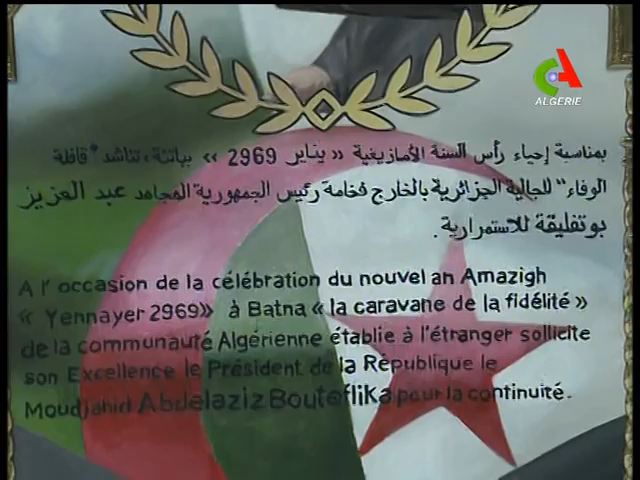 ALGERIE
بمناسبة إحياء رأس السنة الأمازيغية «يناير 2969 » بباتنة، تناشد "قافلة
الوفاء" للجالية الجزائرية بالخارج فخامة رئيس الجمهورية المجاهد عبد العزيز
بوتفليقة للاستمرارية.
A l'occasion de la célébration du nouvel an Amazigh
« Yennayer 2969» à Batna « la caravane de la fidélité »
de la communauté Algérienne établie à l'étranger sollicite
son Excellence le Président de la République le
Moudjahid Abdelaziz Bouteflika pour la continuité.